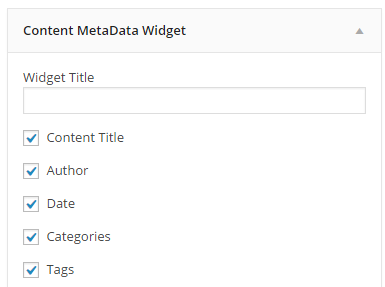 Content MetaData Widget
Widget Title
Content Title
Author
Date
Categories
Tags